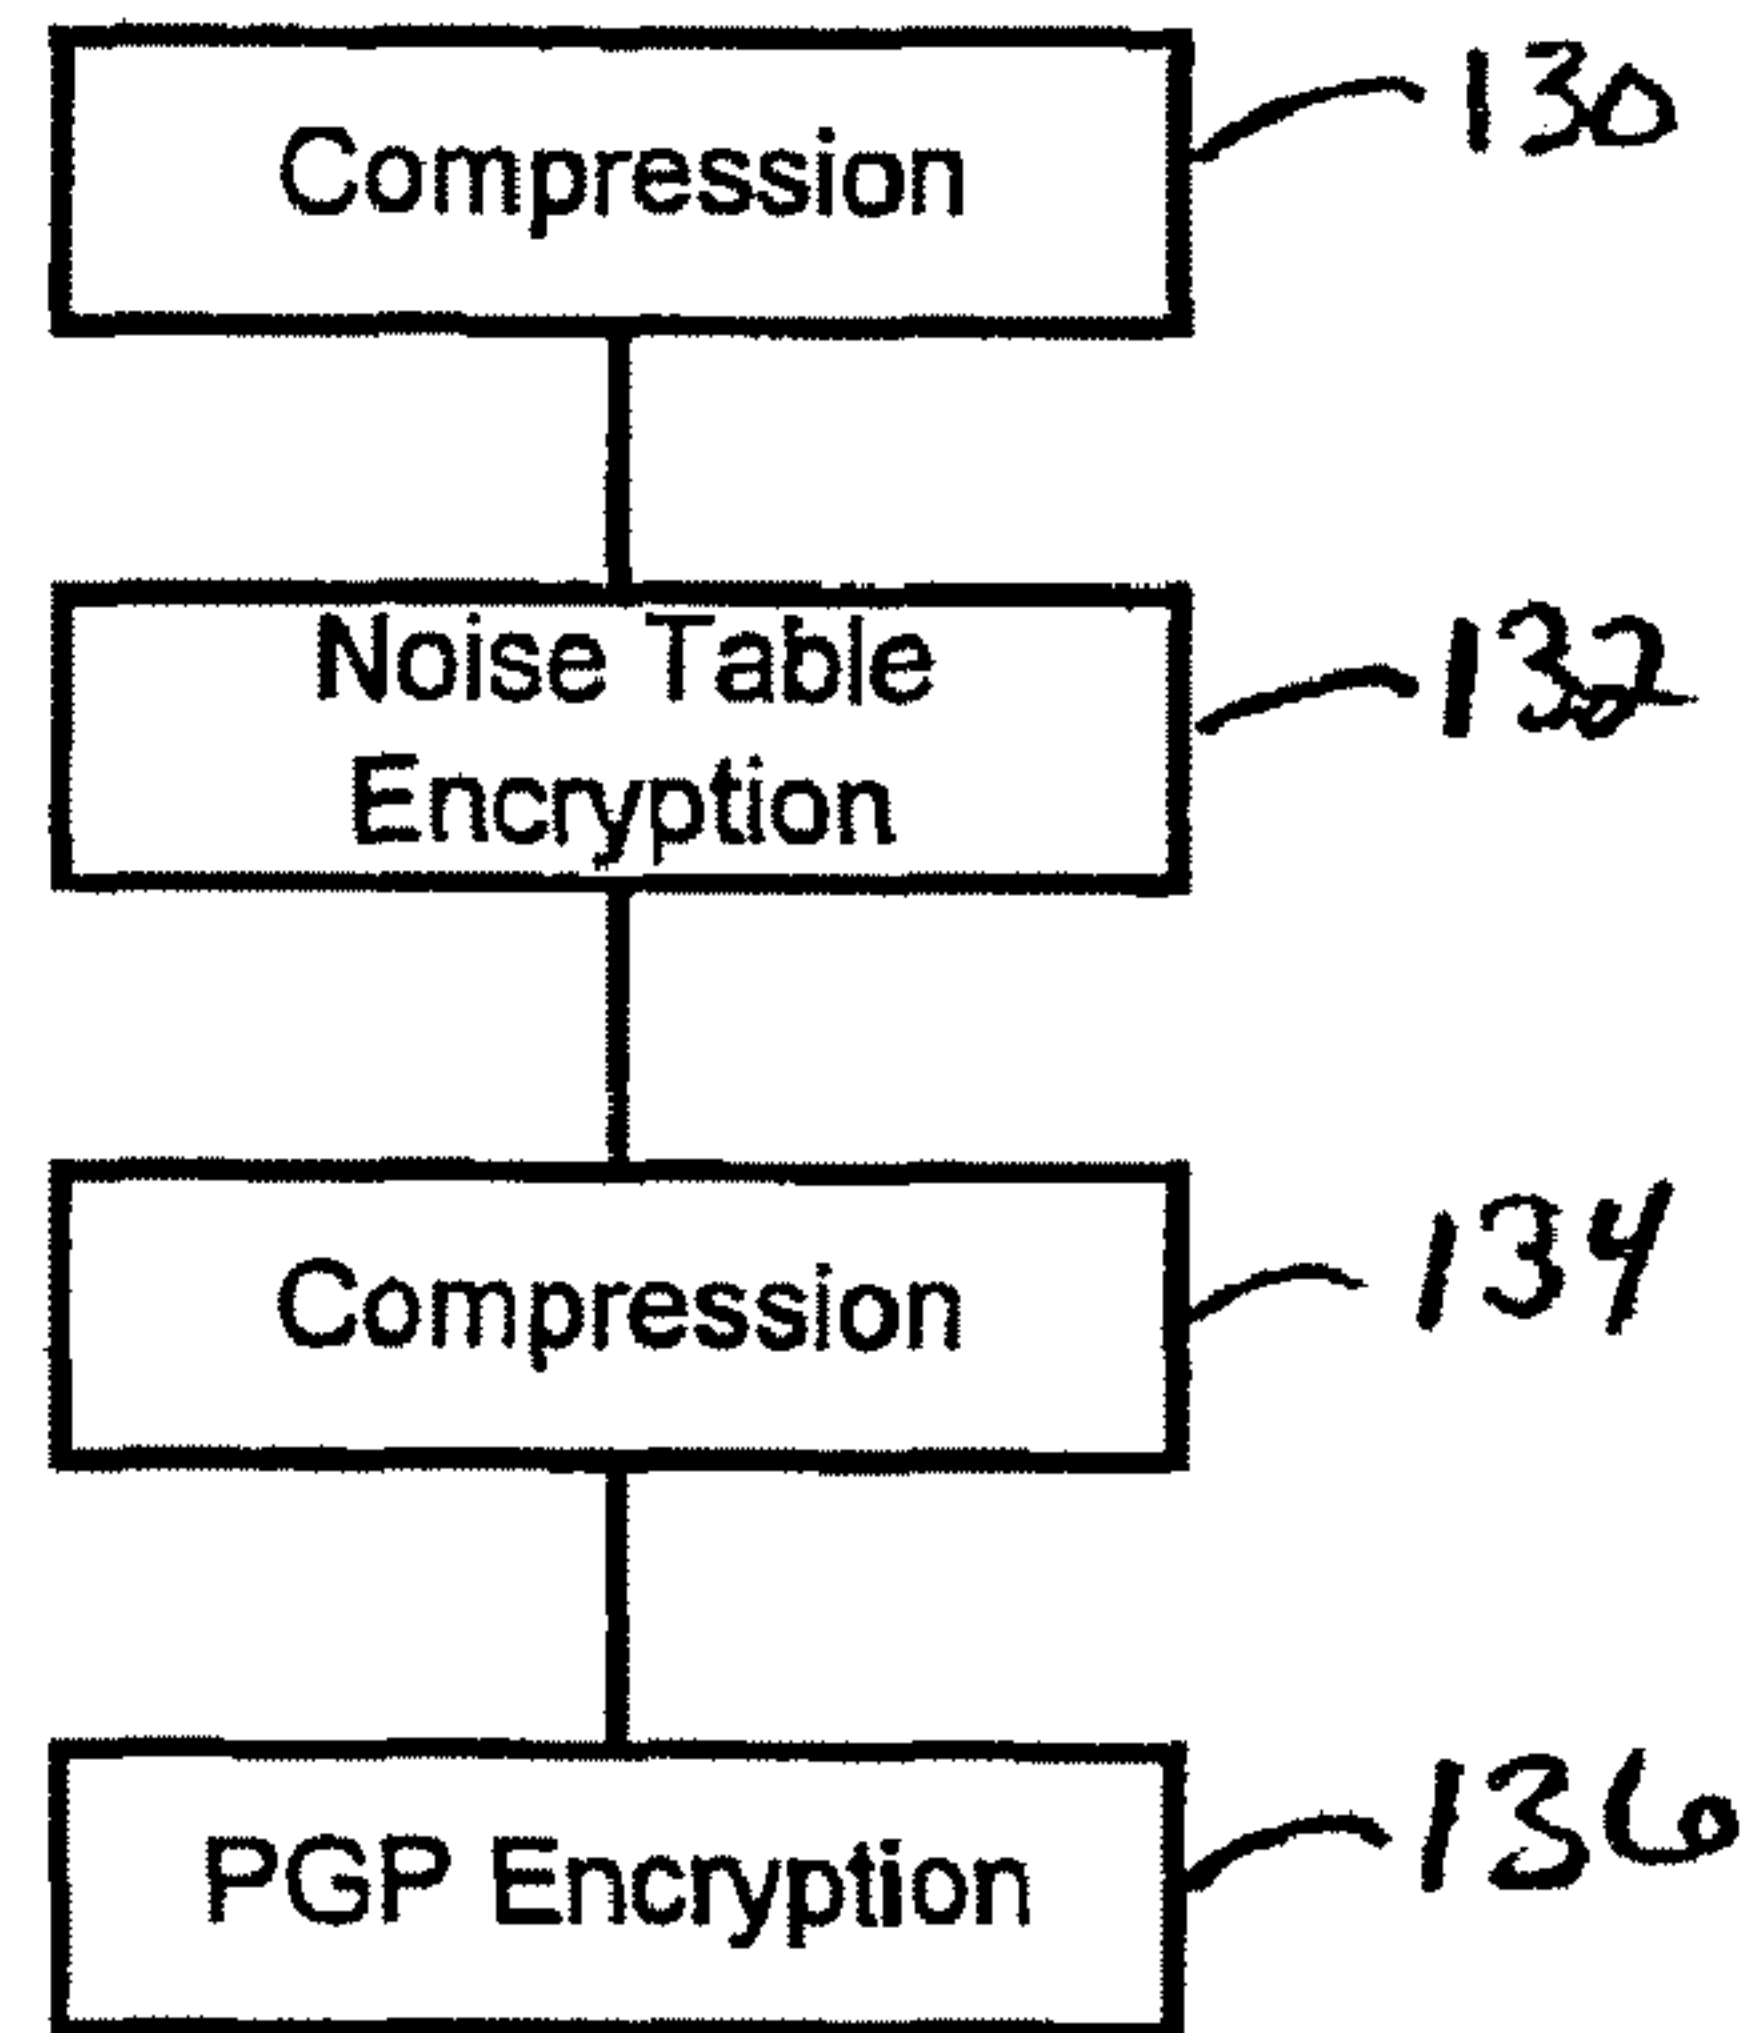 Compression
130
Noise Table
Encryption
132
Compression
134
PGP Encryption
136